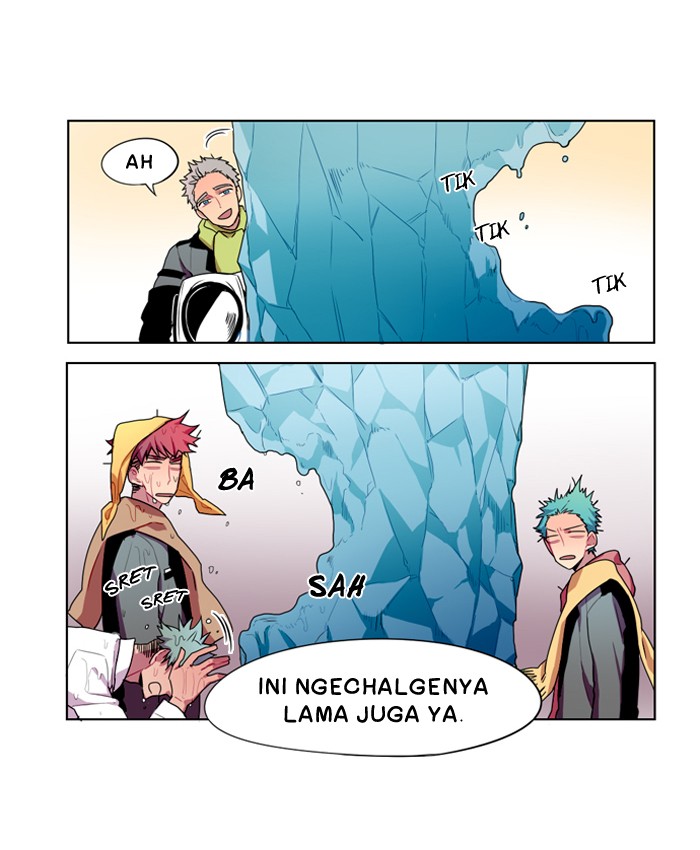 AH
TIK
TIK
TIK
BA
SAH
SRET -
SRET
INI NGECHALGENYA
LAMA JUGA YA.